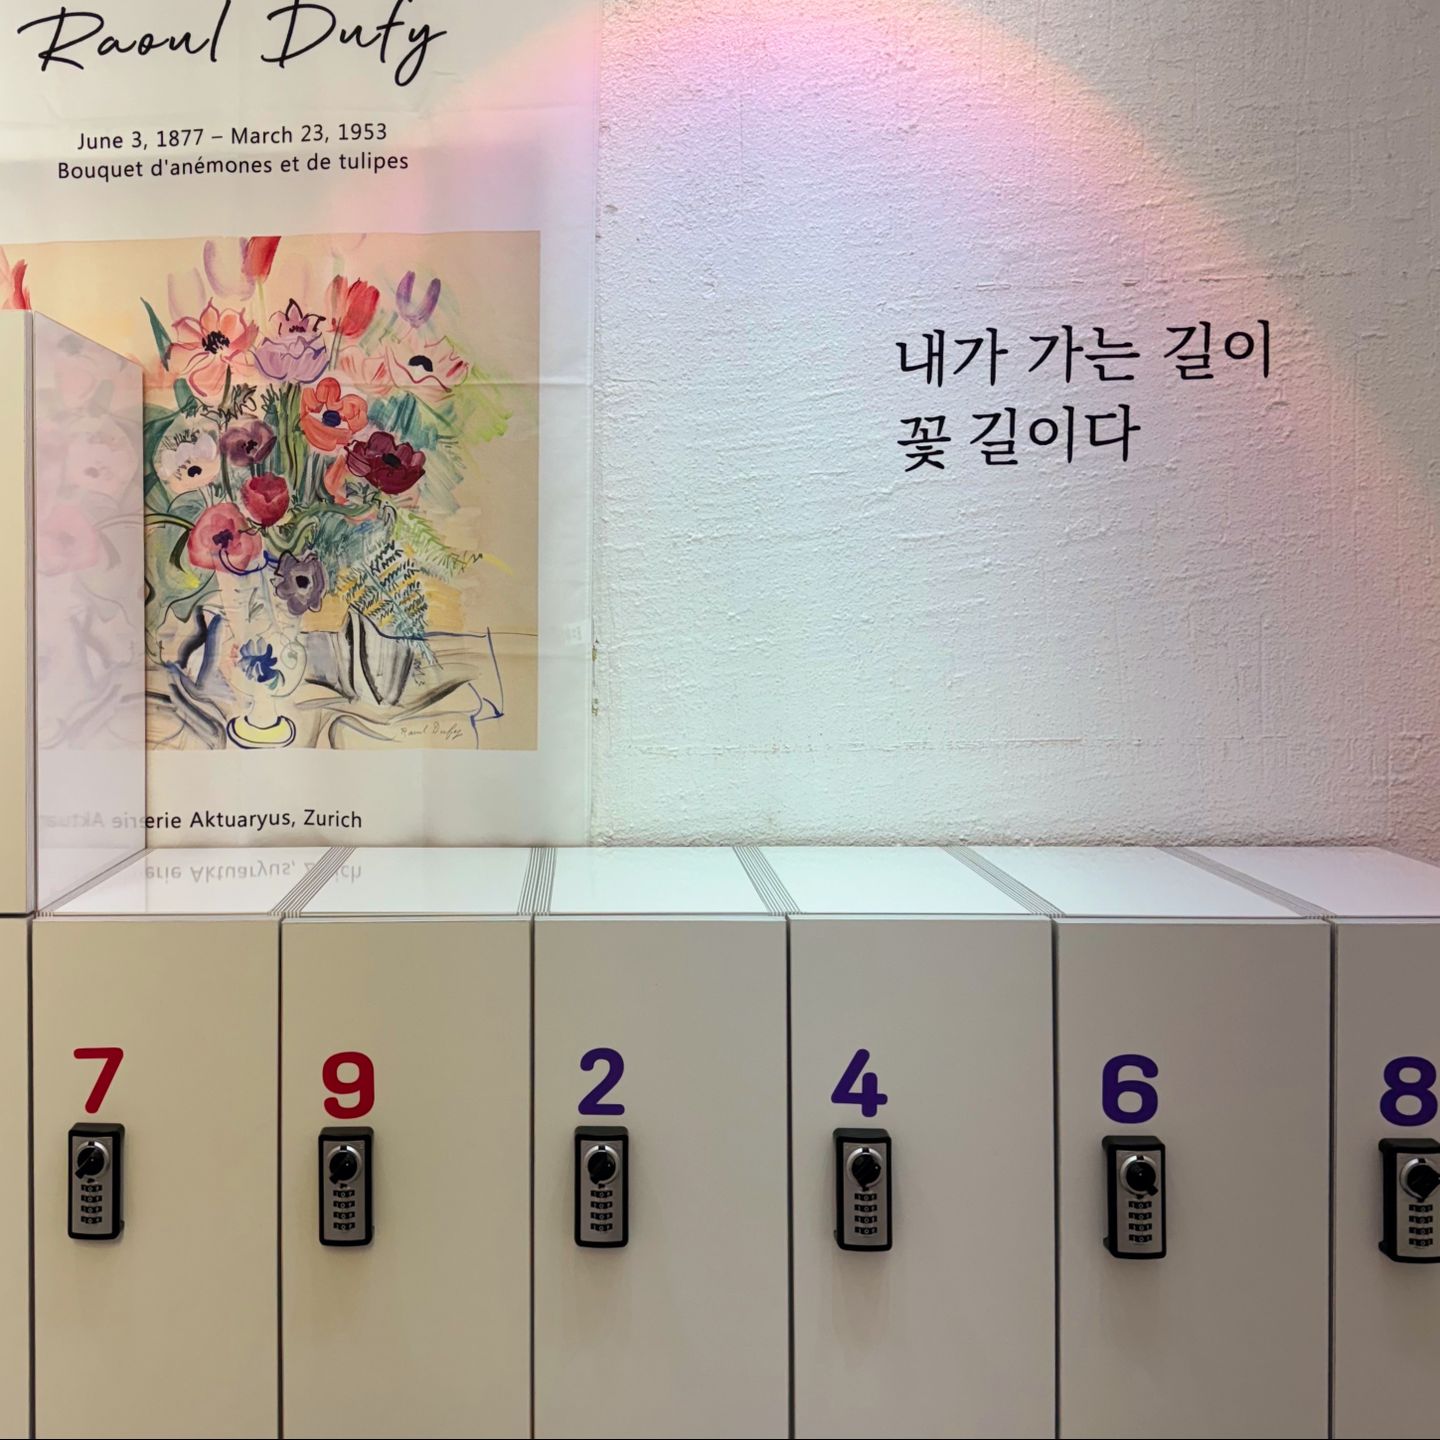 Raoul Dufy
June 3, 1877 – March 23, 1953
Bouquet d'anémones et de tulipes
Raoul Dufy
erie Aktuaryus, Zurich
내가 가는 길이
꽃 길이다
7 9 2 4 6 8